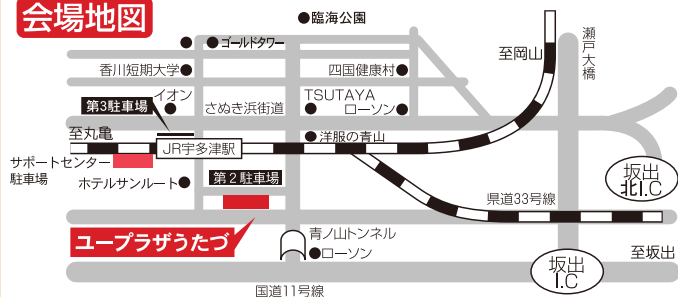 会場地図
臨海公園
ゴールドタワー
瀬戸大橋
至岡山
香川短期大学
四国健康村
イオン
TSUTAYA
第3駐車場
さぬき浜街道
ローソン
至丸亀
洋服の青山
JR宇多津駅
サポートセンター
駐車場
ホテルサンルート
第2駐車場
坂出
北I.C
県道33号線
ユープラザうたづ
青ノ山トンネル
ローソン
至坂出
坂出
I.C
国道11号線